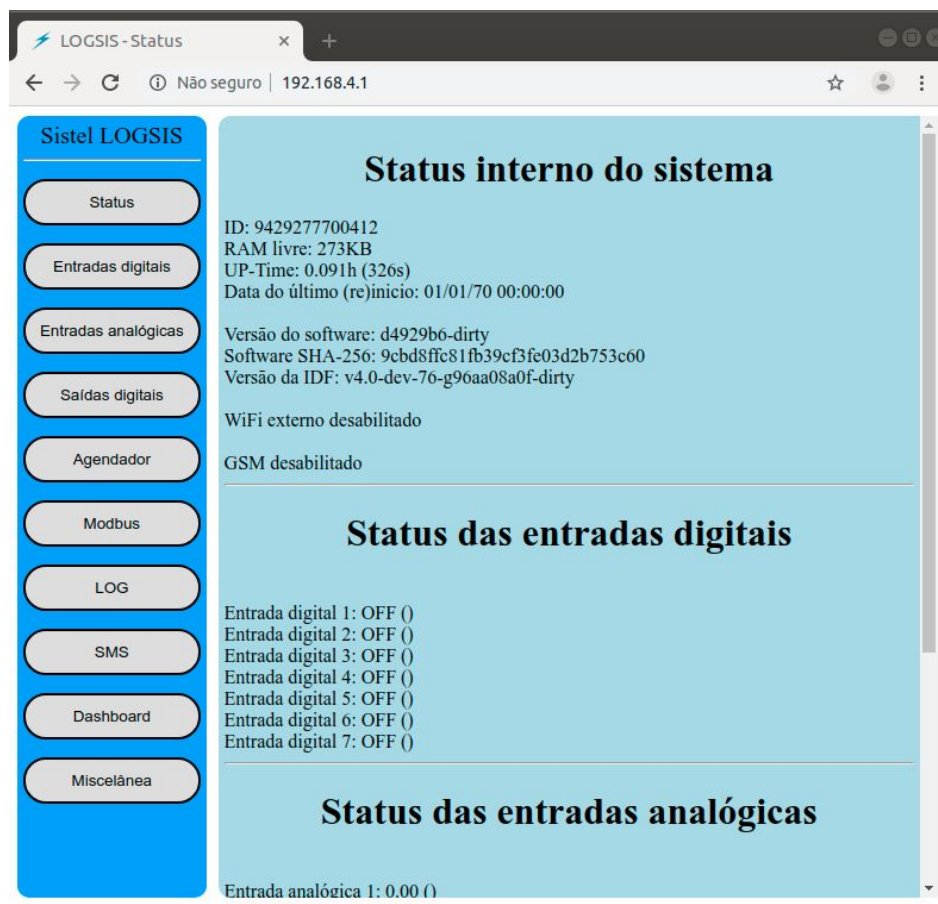 LOGSIS - Status
Não seguro | 192.168.4.1
Sistel LOGSIS
Status
Entradas digitais
Entradas analógicas
Saídas digitais
Agendador
Modbus
LOG
SMS
Dashboard
Miscelânea
Status interno do sistema
ID: 9429277700412
RAM livre: 273KB
UP-Time: 0.091h (326s)
Data do último (re)inicio: 01/01/70 00:00:00
Versão do software: d4929b6-dirty
Software SHA-256: 9cbd8ffc81fb39cf3fe03d2b753c60
Versão da IDF: v4.0-dev-76-g96aa08a0f-dirty
WiFi externo desabilitado
GSM desabilitado
Status das entradas digitais
Entrada digital 1: OFF ()
Entrada digital 2: OFF ()
Entrada digital 3: OFF ()
Entrada digital 4: OFF ()
Entrada digital 5: OFF ()
Entrada digital 6: OFF ()
Entrada digital 7: OFF ()
Status das entradas analógicas
Entrada analógica 1: 0.00 ()